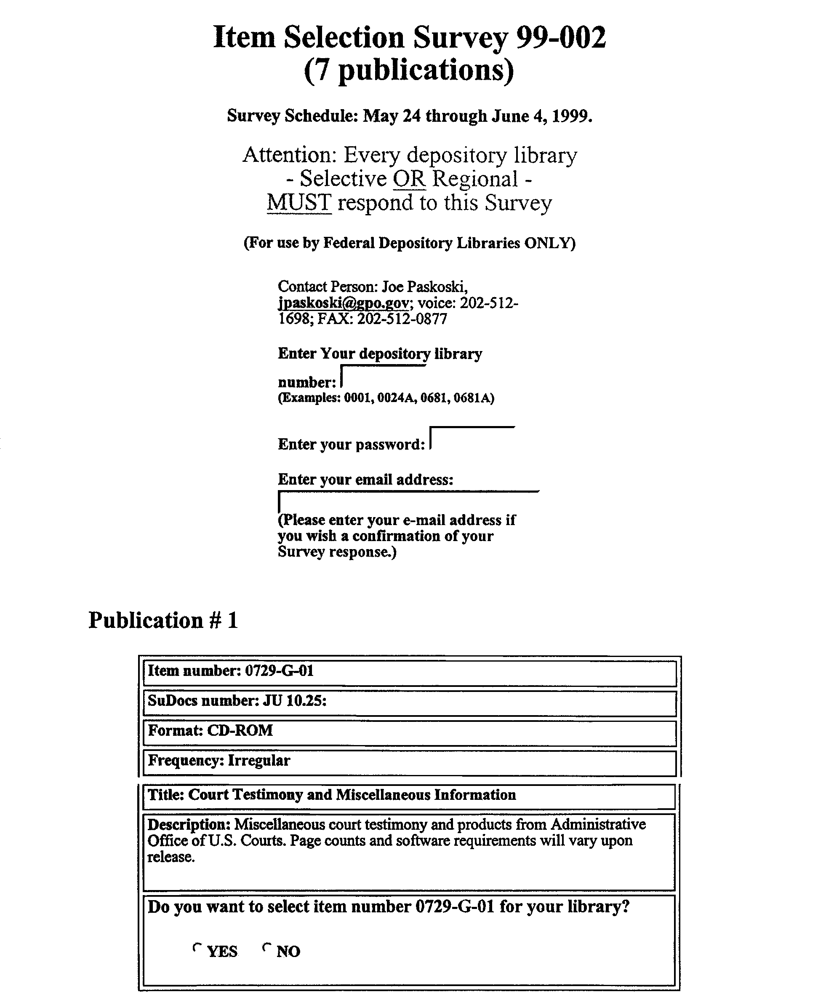 Item Selection Survey 99-002
(7 publications)
Survey Schedule: May 24 through June 4, 1999.
Attention: Every depository library
- Selective OR Regional -
MUST respond to this Survey
(For use by Federal Depository Libraries ONLY)
Contact Person: Joe Paskoski,
jpaskoski@gpo.gov; voice: 202-512-
1698; FAX: 202-512-0877
Enter Your depository library
number:
(Examples: 0001, 0024A, 0681, 0681A)
Enter your password:
Enter your email address:
(Please enter your e-mail address if
you wish a confirmation of your
Survey response.)
Publication # 1
Item number: 0729-G-01
SuDocs number: JU 10.25:
Format: CD-ROM
Frequency: Irregular
Title: Court Testimony and Miscellaneous Information
Description: Miscellaneous court testimony and products from Administrative
Office of U.S. Courts. Page counts and software requirements will vary upon
release.
Do you want to select item number 0729-G-01 for your library?
YES NO